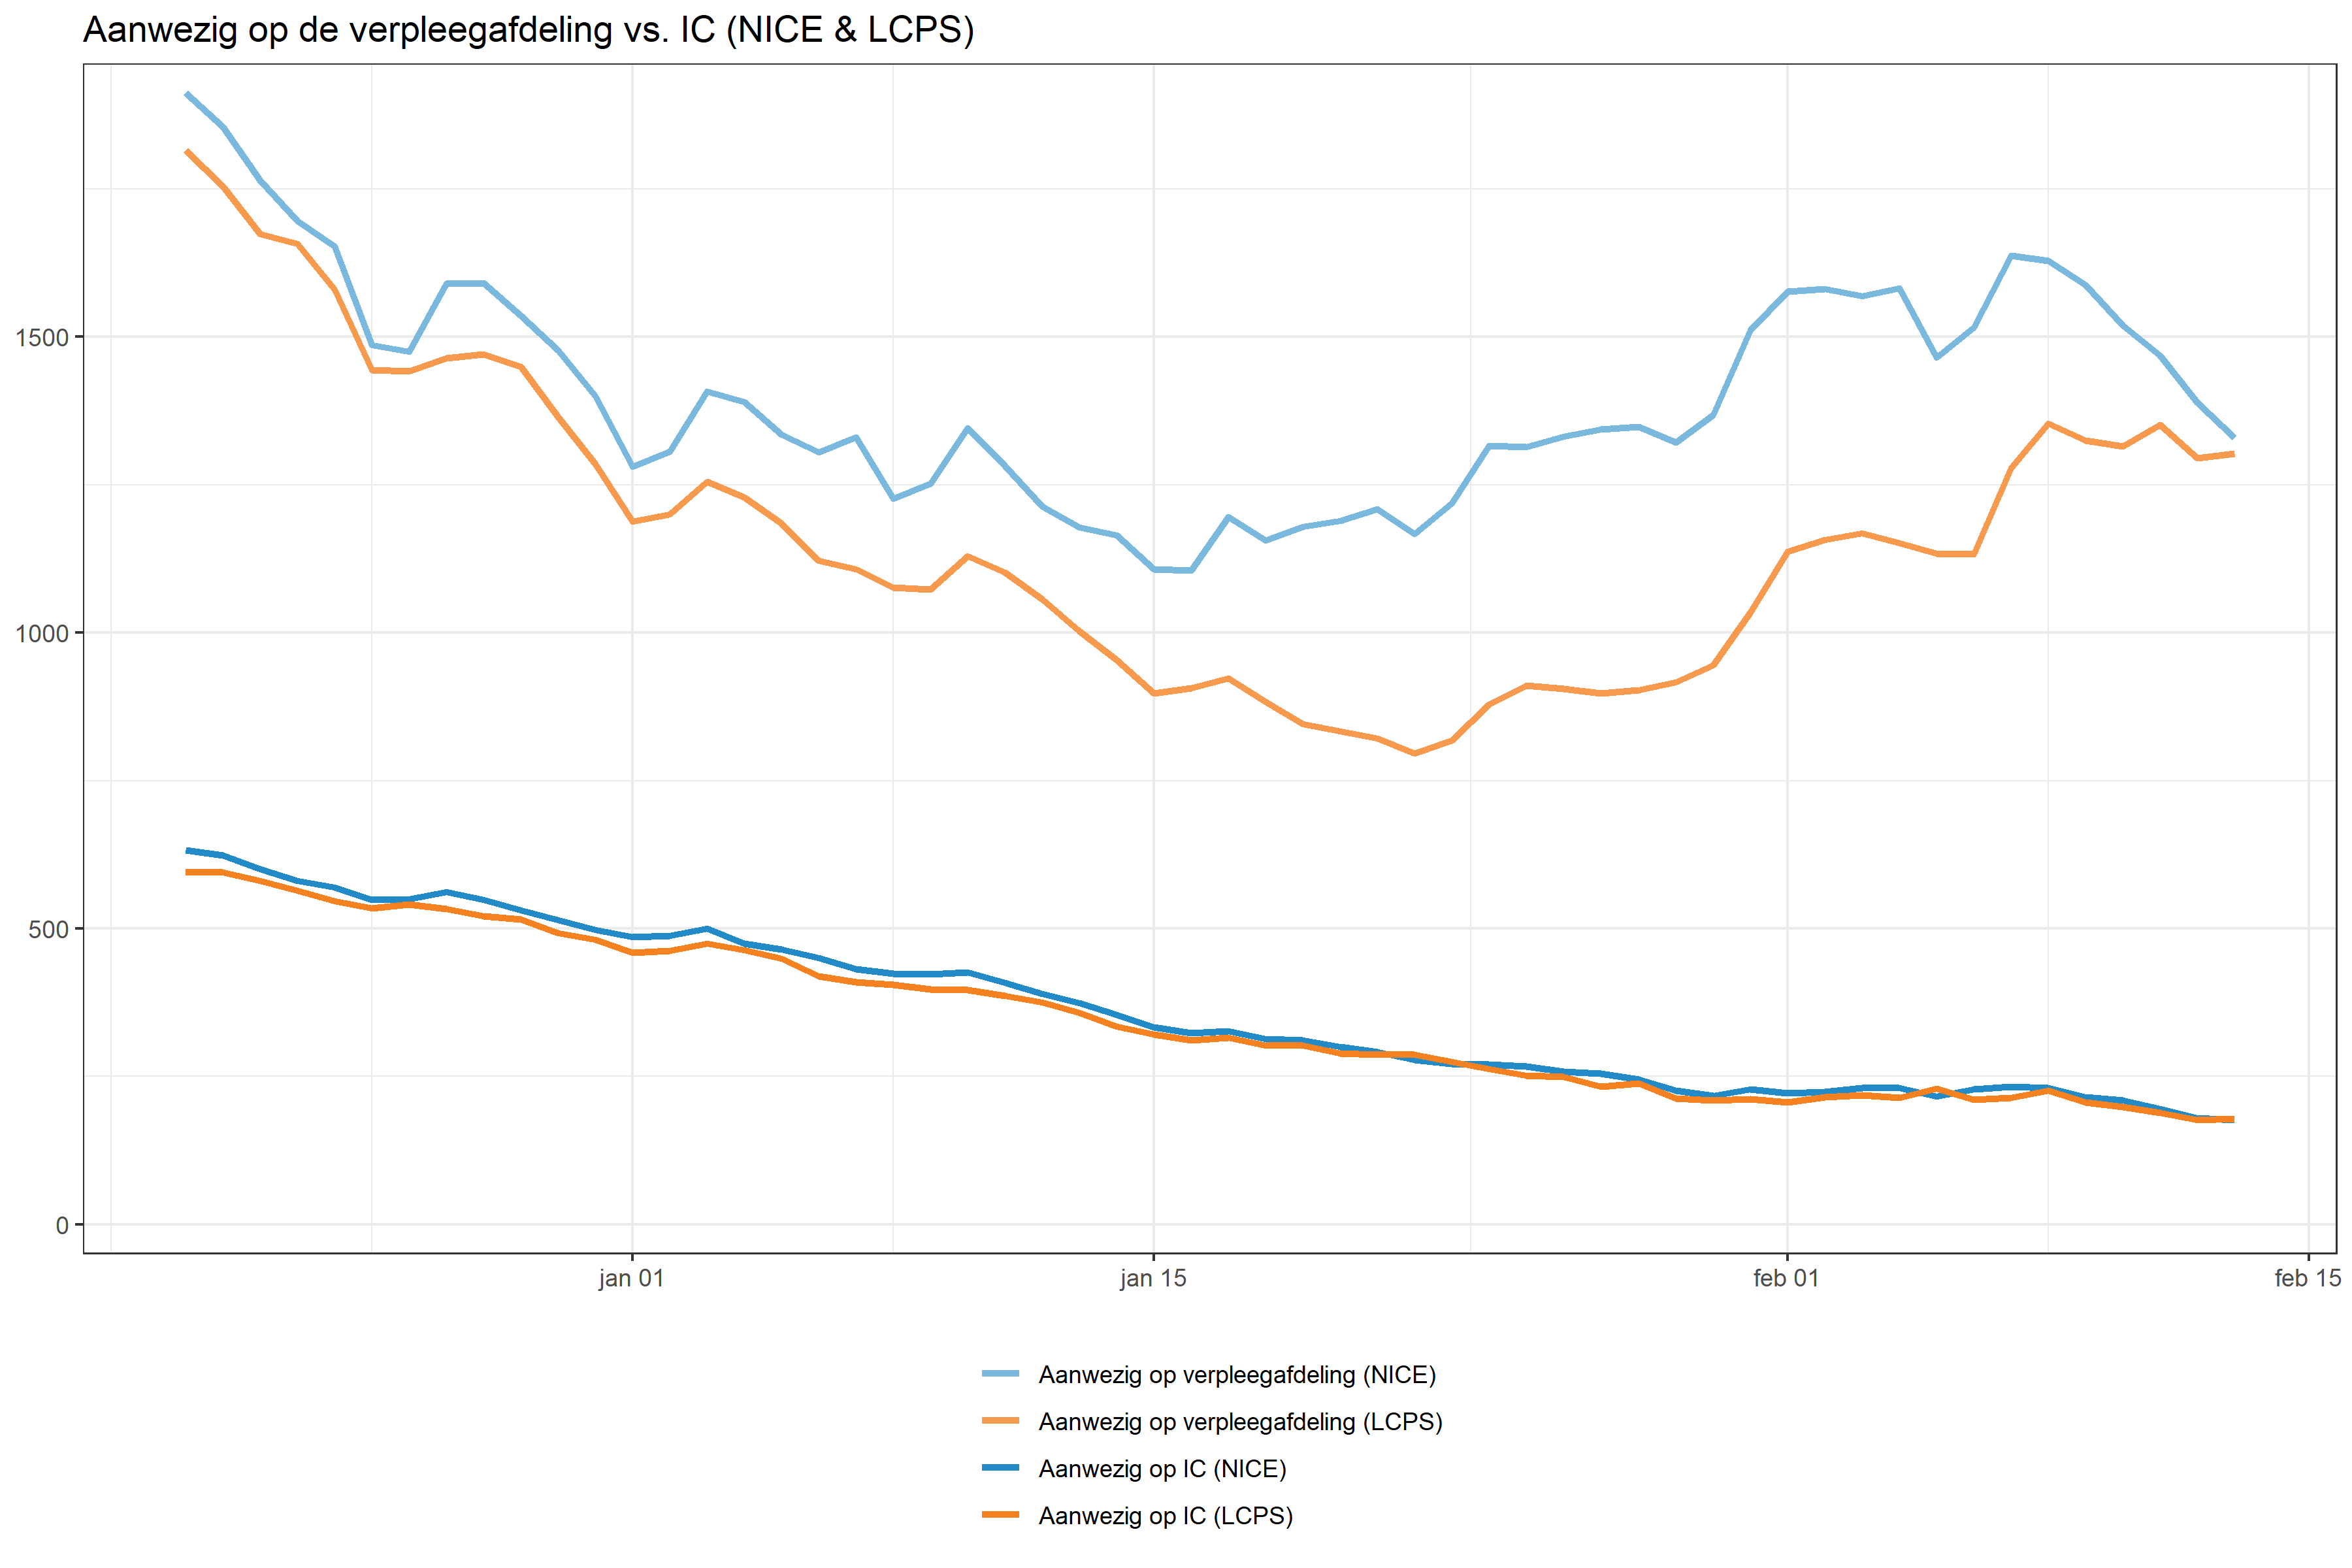 Aanwezig op de verpleegafdeling vs. IC (NICE & LCPS)
1500
1000
500
0
jan 01
jan 15
feb 01
feb 15
Aanwezig op verpleegafdeling (NICE)
Aanwezig op verpleegafdeling (LCPS)
Aanwezig op IC (NICE)
Aanwezig op IC (LCPS)